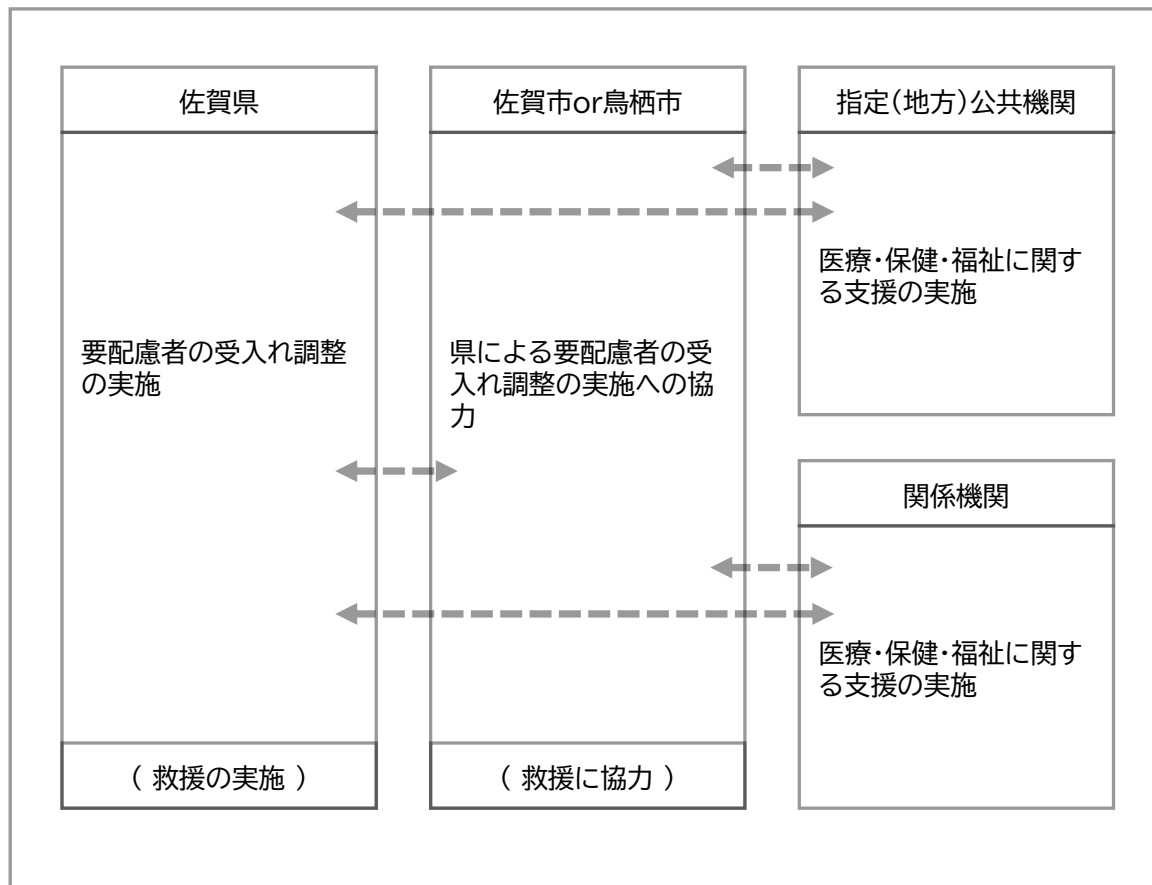 佐賀県
要配慮者の受入れ調整
の実施
（ 救援の実施 ）
佐賀市or鳥栖市
県による要配慮者の受
入れ調整の実施への協
力
（ 救援に協力 ）
指定（地方）公共機関
医療・保健・福祉に関す
る支援の実施
関係機関
医療・保健・福祉に関す
る支援の実施